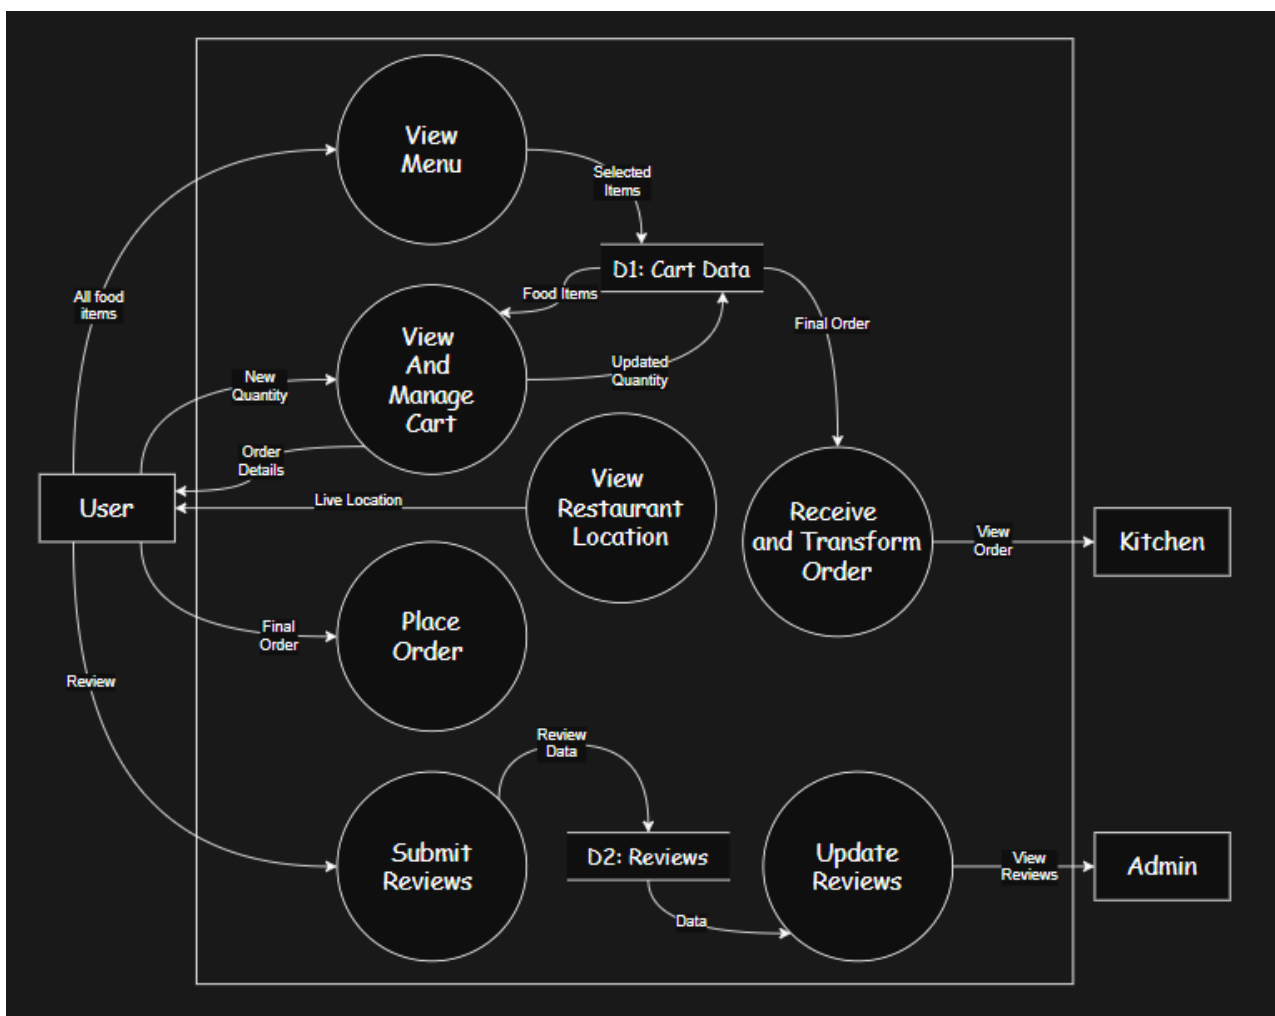 View
Menu
Selected
Items
D1: Cart Data
All food
items
Food Items
Final Order
View
And
Manage
Cart
Updated
Quantity
New
Quantity
Order
Details
User
Live Location
View
Restaurant
Location
Receive
and Transform
Order
View
Order
Kitchen
Place
Order
Final
Order
Review
Review
Data
Submit
Reviews
D2: Reviews
Data
Update
Reviews
View
Reviews
Admin